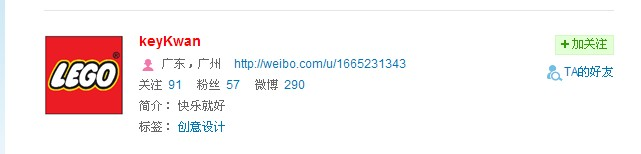 LEGO
keyKwan
广东，广州 http://weibo.com/u/1665231343
关注 91 粉丝 57 微博 290
简介： 快乐就好
标签： 创意设计
+加关注
TA的好友